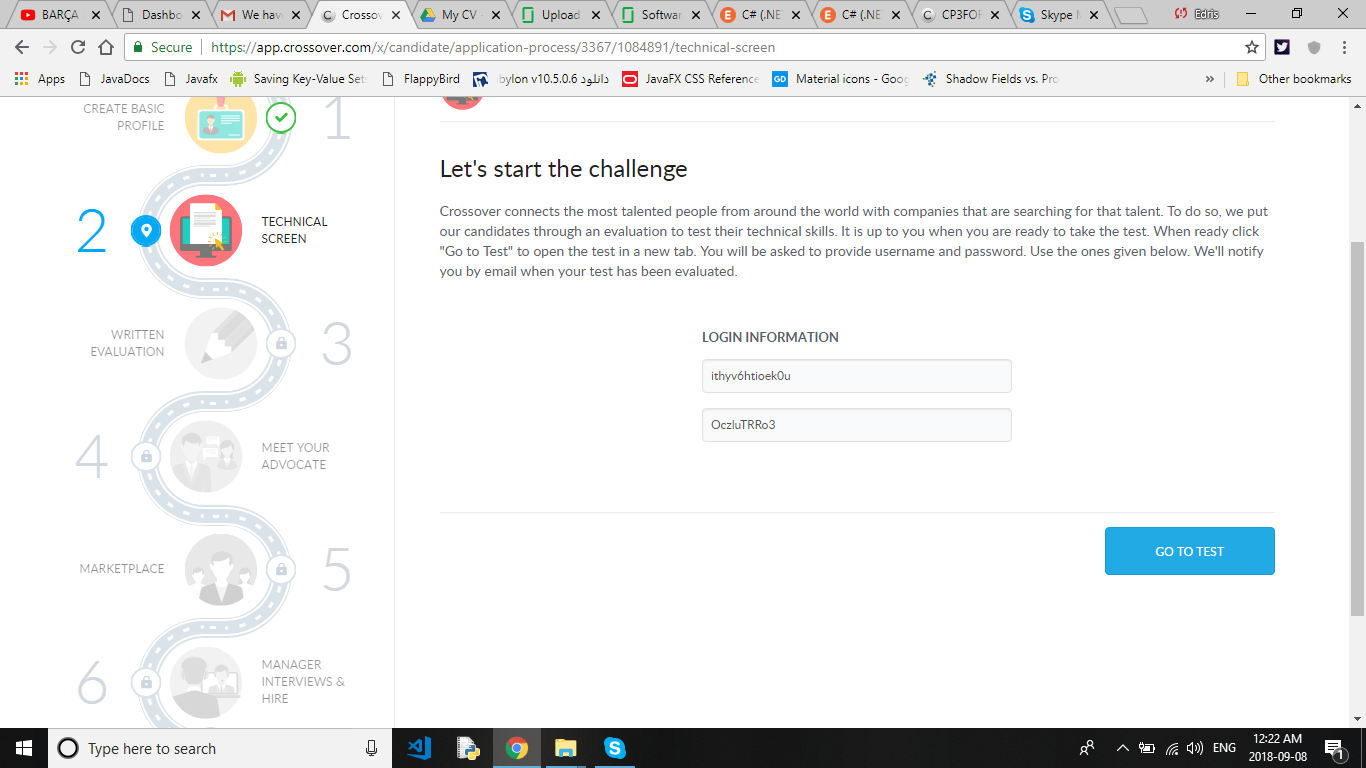 BARÇA
Dashbo
We hav
Crossov
My CV -
Upload
Softwar
C# (.NE
C# (.NE
CP3FOF
Skype
Edris
Secure
https://app.crossover.com/x/candidate/application-process/3367/1084891/technical-screen
Apps
JavaDocs
Javafx
Saving Key-Value Set
FlappyBird
bylon v10.5.0.6 دانلود
JavaFX CSS Reference
Material icons - Goog
Shadow Fields vs. Pro
»
Other bookmarks
CREATE BASIC
PROFILE
1
2
TECHNICAL
SCREEN
WRITTEN
EVALUATION
3
4
MEET YOUR
ADVOCATE
MARKETPLACE
5
6
MANAGER
INTERVIEWS &
HIRE
Let's start the challenge
Crossover connects the most talented people from around the world with companies that are searching for that talent. To do so, we put
our candidates through an evaluation to test their technical skills. It is up to you when you are ready to take the test. When ready click
"Go to Test" to open the test in a new tab. You will be asked to provide username and password. Use the ones given below. We'll notify
you by email when your test has been evaluated.
LOGIN INFORMATION
ithyv6htioek0u
OczluTRRo3
GO TO TEST
Type here to search
ENG
12:22 AM
2018-09-08
1